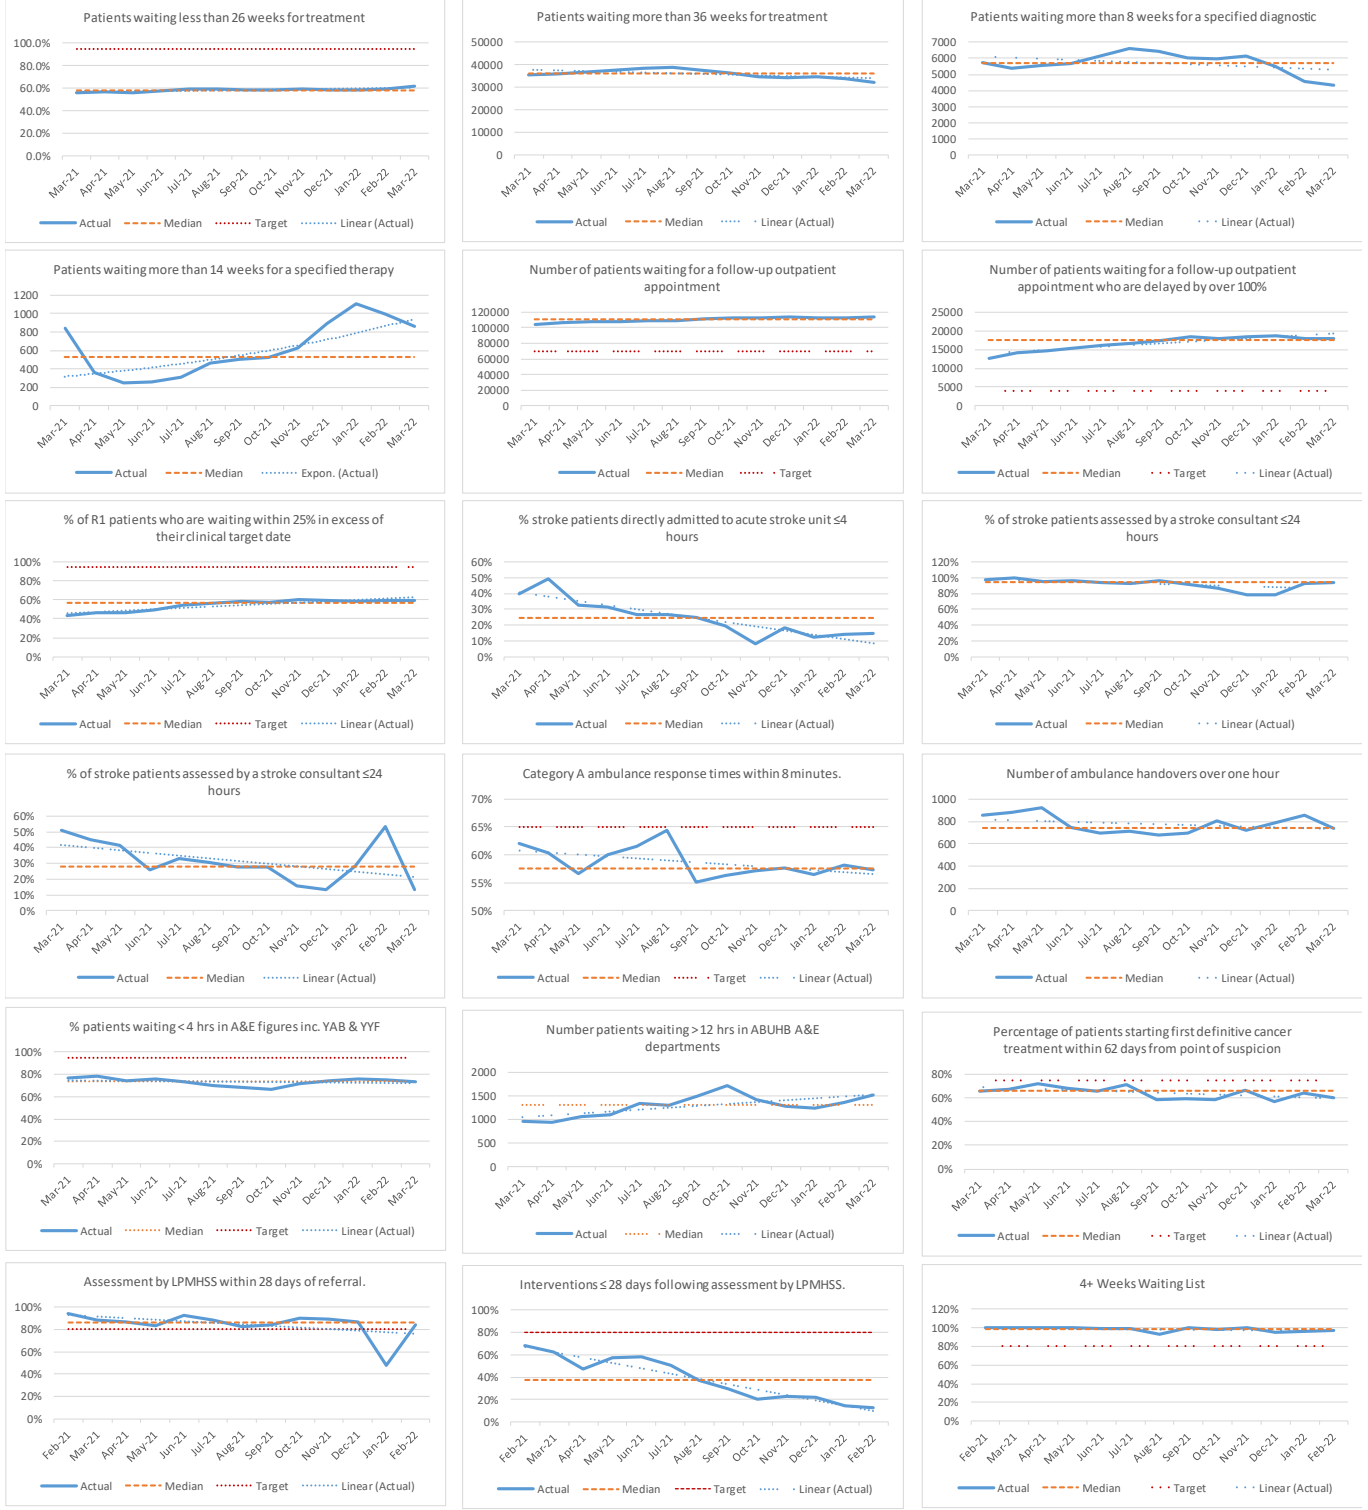 Patients waiting less than 26 weeks for treatment
100.0%
80.0%
60.0%
40.0%
20.0%
0.0%
Mar-21 Apr-21 May-21 Jun-21 Jul-21 Aug-21 Sep-21 Oct-21 Nov-21 Dec-21 Jan-22 Feb-22 Mar-22
Actual Median Target Linear (Actual)
Patients waiting more than 36 weeks for treatment
50000
40000
30000
20000
10000
0
Mar-21 Apr-21 May-21 Jun-21 Jul-21 Aug-21 Sep-21 Oct-21 Nov-21 Dec-21 Jan-22 Feb-22 Mar-22
Actual Median Linear (Actual)
Patients waiting more than 8 weeks for a specified diagnostic
7000
6000
5000
4000
3000
2000
1000
0
Mar-21 Apr-21 May-21 Jun-21 Jul-21 Aug-21 Sep-21 Oct-21 Nov-21 Dec-21 Jan-22 Feb-22 Mar-22
Actual Median Linear (Actual)
Patients waiting more than 14 weeks for a specified therapy
1200
1000
800
600
400
200
0
Mar-21 Apr-21 May-21 Jun-21 Jul-21 Aug-21 Sep-21 Oct-21 Nov-21 Dec-21 Jan-22 Feb-22 Mar-22
Actual Median Expon. (Actual)
Number of patients waiting for a follow-up outpatient
appointment
120000
100000
80000
60000
40000
20000
0
Mar-21 Apr-21 May-21 Jun-21 Jul-21 Aug-21 Sep-21 Oct-21 Nov-21 Dec-21 Jan-22 Feb-22 Mar-22
Actual Median Target
Number of patients waiting for a follow-up outpatient
appointment who are delayed by over 100%
25000
20000
15000
10000
5000
0
Mar-21 Apr-21 May-21 Jun-21 Jul-21 Aug-21 Sep-21 Oct-21 Nov-21 Dec-21 Jan-22 Feb-22 Mar-22
Actual Median Target Linear (Actual)
% of R1 patients who are waiting within 25% in excess of
their clinical target date
100%
80%
60%
40%
20%
0%
Mar-21 Apr-21 May-21 Jun-21 Jul-21 Aug-21 Sep-21 Oct-21 Nov-21 Dec-21 Jan-22 Feb-22 Mar-22
Actual Median Target Linear (Actual)
% stroke patients directly admitted to acute stroke unit ≤4
hours
60%
50%
40%
30%
20%
10%
0%
Mar-21 Apr-21 May-21 Jun-21 Jul-21 Aug-21 Sep-21 Oct-21 Nov-21 Dec-21 Jan-22 Feb-22 Mar-22
Actual Median Linear (Actual)
% of stroke patients assessed by a stroke consultant ≤24
hours
120%
100%
80%
60%
40%
20%
0%
Mar-21 Apr-21 May-21 Jun-21 Jul-21 Aug-21 Sep-21 Oct-21 Nov-21 Dec-21 Jan-22 Feb-22 Mar-22
Actual Median Linear (Actual)
% of stroke patients assessed by a stroke consultant ≤24
hours
60%
50%
40%
30%
20%
10%
0%
Mar-21 Apr-21 May-21 Jun-21 Jul-21 Aug-21 Sep-21 Oct-21 Nov-21 Dec-21 Jan-22 Feb-22 Mar-22
Actual Median Linear (Actual)
Category A ambulance response times within 8 minutes.
70%
65%
60%
55%
50%
Mar-21 Apr-21 May-21 Jun-21 Jul-21 Aug-21 Sep-21 Oct-21 Nov-21 Dec-21 Jan-22 Feb-22 Mar-22
Actual Median Target Linear (Actual)
Number of ambulance handovers over one hour
1000
800
600
400
200
0
Mar-21 Apr-21 May-21 Jun-21 Jul-21 Aug-21 Sep-21 Oct-21 Nov-21 Dec-21 Jan-22 Feb-22 Mar-22
Actual Median Linear (Actual)
% patients waiting < 4 hrs in A&E figures inc. YAB & YYF
100%
80%
60%
40%
20%
0%
Mar-21 Apr-21 May-21 Jun-21 Jul-21 Aug-21 Sep-21 Oct-21 Nov-21 Dec-21 Jan-22 Feb-22 Mar-22
Actual Median Target Linear (Actual)
Number patients waiting >12 hrs in ABUHB A&E
departments
2000
1500
1000
500
0
Mar-21 Apr-21 May-21 Jun-21 Jul-21 Aug-21 Sep-21 Oct-21 Nov-21 Dec-21 Jan-22 Feb-22 Mar-22
Actual Median Linear (Actual)
Percentage of patients starting first definitive cancer
treatment within 62 days from point of suspicion
80%
60%
40%
20%
0%
Mar-21 Apr-21 May-21 Jun-21 Jul-21 Aug-21 Sep-21 Oct-21 Nov-21 Dec-21 Jan-22 Feb-22 Mar-22
Actual Median Target Linear (Actual)
Assessment by LPMHSS within 28 days of referral.
100%
80%
60%
40%
20%
0%
Feb-21 Mar-21 Apr-21 May-21 Jun-21 Jul-21 Aug-21 Sep-21 Oct-21 Nov-21 Dec-21 Jan-22 Feb-22
Actual Median Target Linear (Actual)
Interventions ≤ 28 days following assessment by LPMHSS.
100%
80%
60%
40%
20%
0%
Feb-21 Mar-21 Apr-21 May-21 Jun-21 Jul-21 Aug-21 Sep-21 Oct-21 Nov-21 Dec-21 Jan-22 Feb-22
Actual Median Target Linear (Actual)
4+ Weeks Waiting List
120%
100%
80%
60%
40%
20%
0%
Feb-21 Mar-21 Apr-21 May-21 Jun-21 Jul-21 Aug-21 Sep-21 Oct-21 Nov-21 Dec-21 Jan-22 Feb-22
Actual Median Target Linear (Actual)